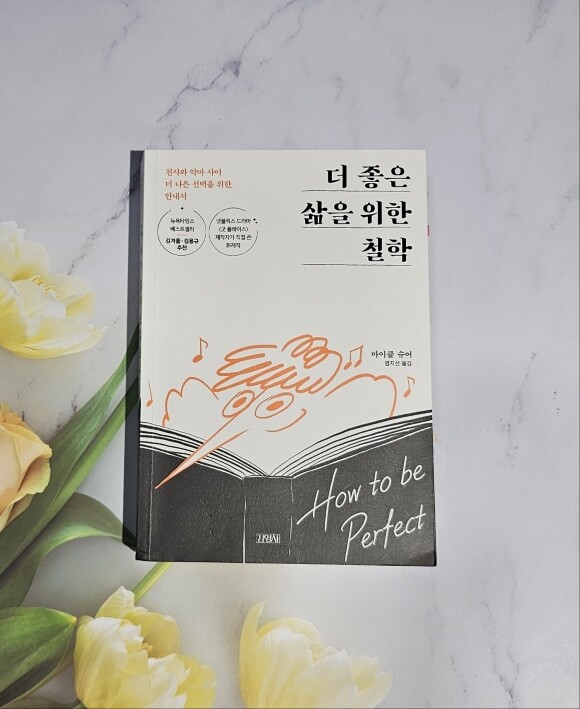 천사와 악마 사이
더 나은 선택을 위한
안내서
뉴욕타임스
베스트셀러
김겨울·김용규
추천
넷플릭스 드라마
〈굿 플레이스〉
제작자가 직접 쓴
화제작
더 좋은
삶을 위한
철학
마이클 슈어
염지선 옮김
How to be
Perfect
김영사